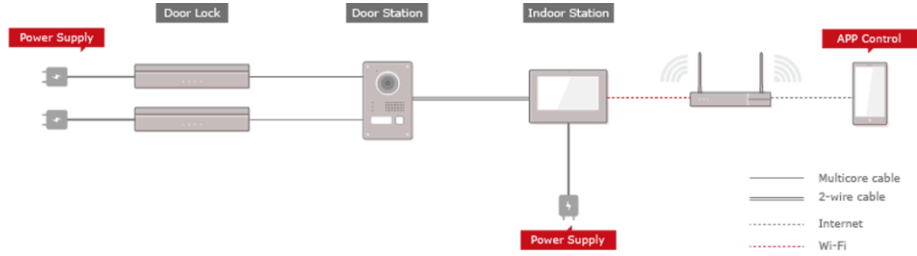 Door Lock
Door Station
Indoor Station
Power Supply
APP Control
Multicore cable
2-wire cable
Internet
Wi-Fi
Power Supply